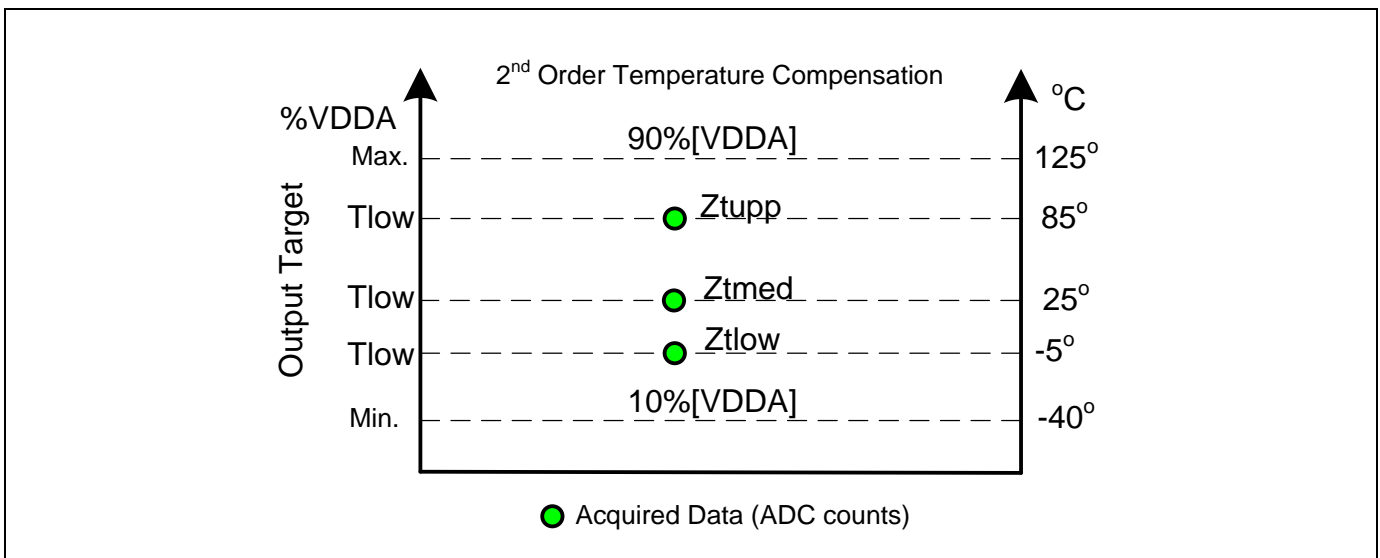 2nd Order Temperature Compensation
%VDDA
°C
90%[VDDA]
Max.
125°
Ztupp
Tlow
85°
Ztmed
Tlow
25°
Ztlow
Tlow
-5°
10%[VDDA]
Min.
-40°
Output Target
Acquired Data (ADC counts)